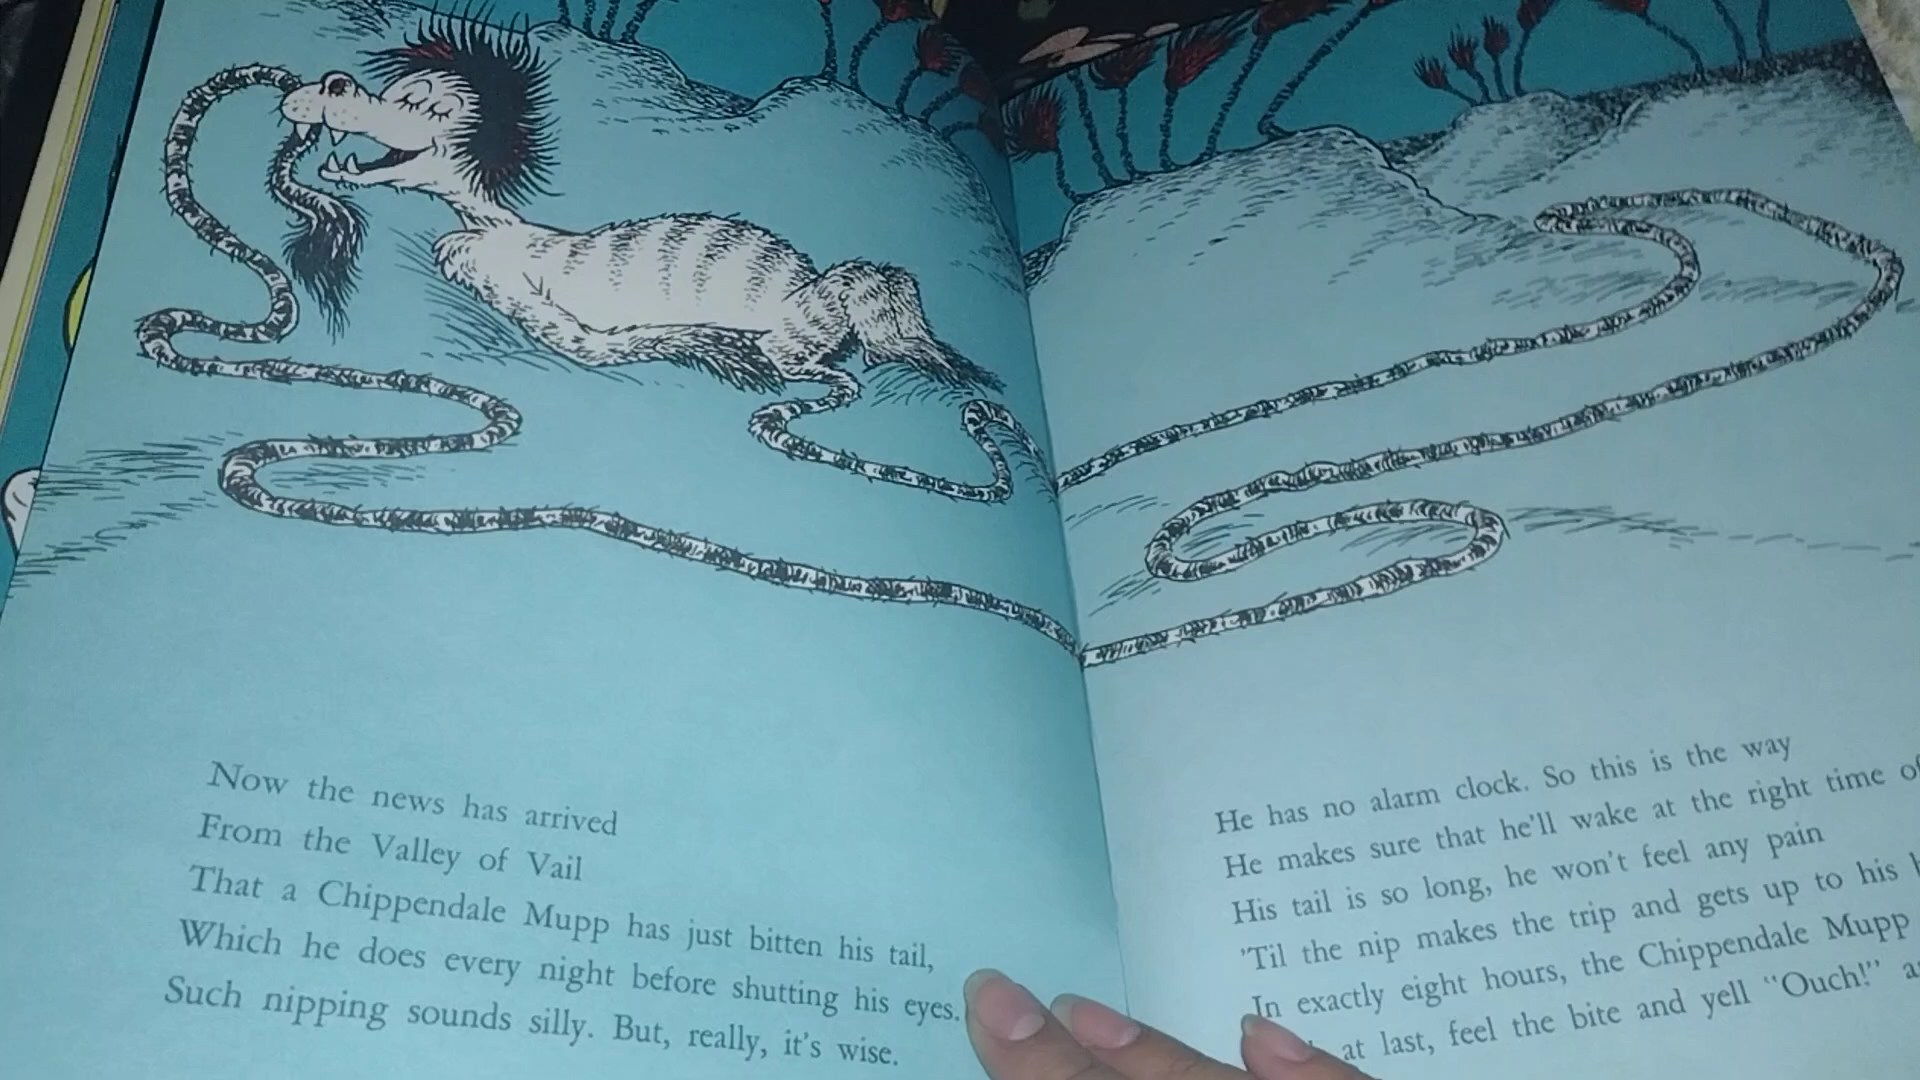 Now the news has arrived
From the Valley of Vail
That a Chippendale Mupp has just bitten his tail,
Which he does every night before shutting his eyes.
Such nipping sounds silly. But, really, it's wise.
He has no alarm clock. So this is the way
He makes sure that he'll wake at the right time of
His tail is so long, he won't feel any pain
'Til the nip makes the trip and gets up to his
In exactly eight hours, the Chippendale Mupp
at last, feel the bite and yell "Ouch!"